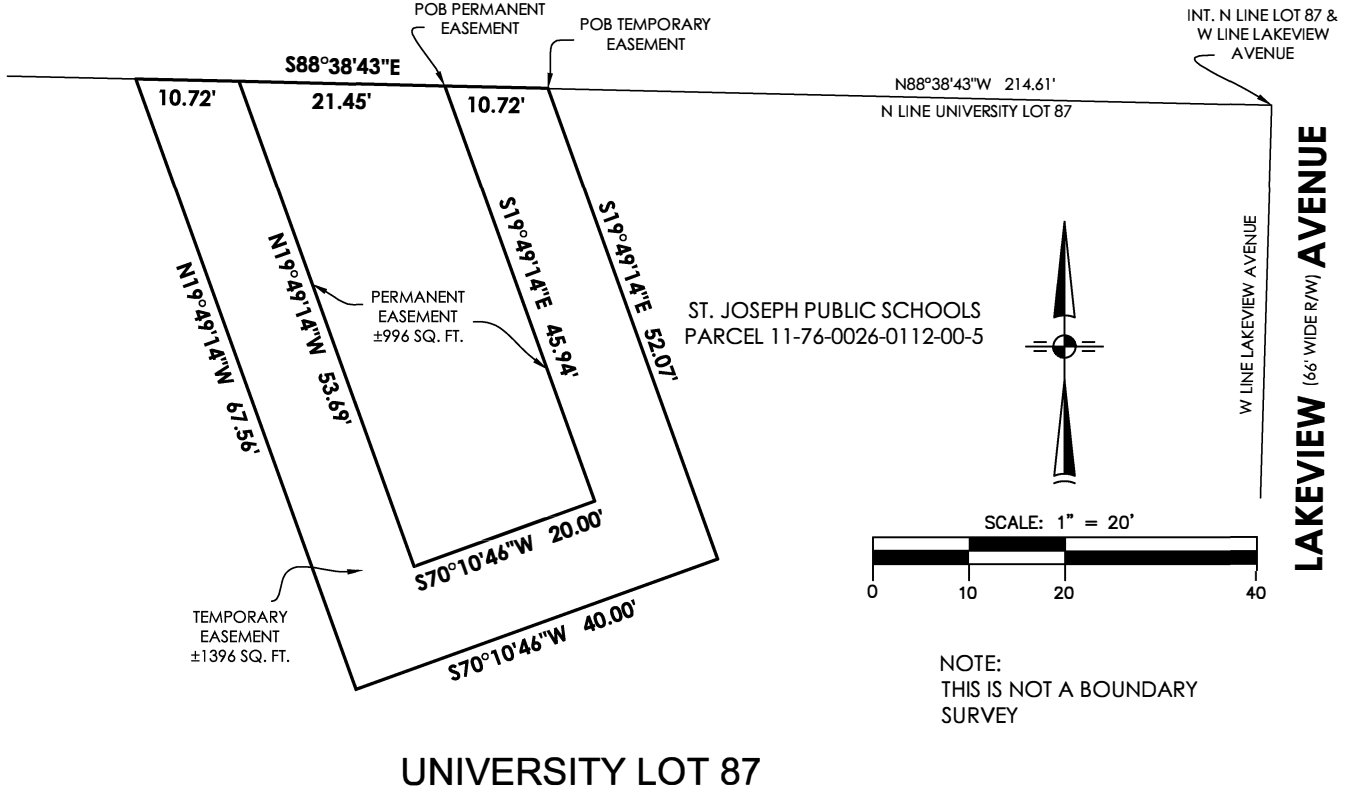 POB PERMANENT
EASEMENT
POB TEMPORARY
EASEMENT
INT. N LINE LOT 87 &
W LINE LAKEVIEW
AVENUE
S88°38'43"E
10.72'
21.45'
10.72'
N88°38'43"W 214.61'
N LINE UNIVERSITY LOT 87
N19°49'14"W 67.56'
N19°49'14"W 53.69'
S19°49'14"E 45.94'
S19°49'14"E 52.07'
PERMANENT
EASEMENT
±996 SQ. FT.
ST. JOSEPH PUBLIC SCHOOLS
PARCEL 11-76-0026-0112-00-5
W LINE LAKEVIEW AVENUE
LAKEVIEW (66' WIDE R/W) AVENUE
S70°10'46"W 20.00'
S70°10'46"W 40.00'
TEMPORARY
EASEMENT
±1396 SQ. FT.
SCALE: 1" = 20'
0 10 20 40
NOTE:
THIS IS NOT A BOUNDARY
SURVEY
UNIVERSITY LOT 87